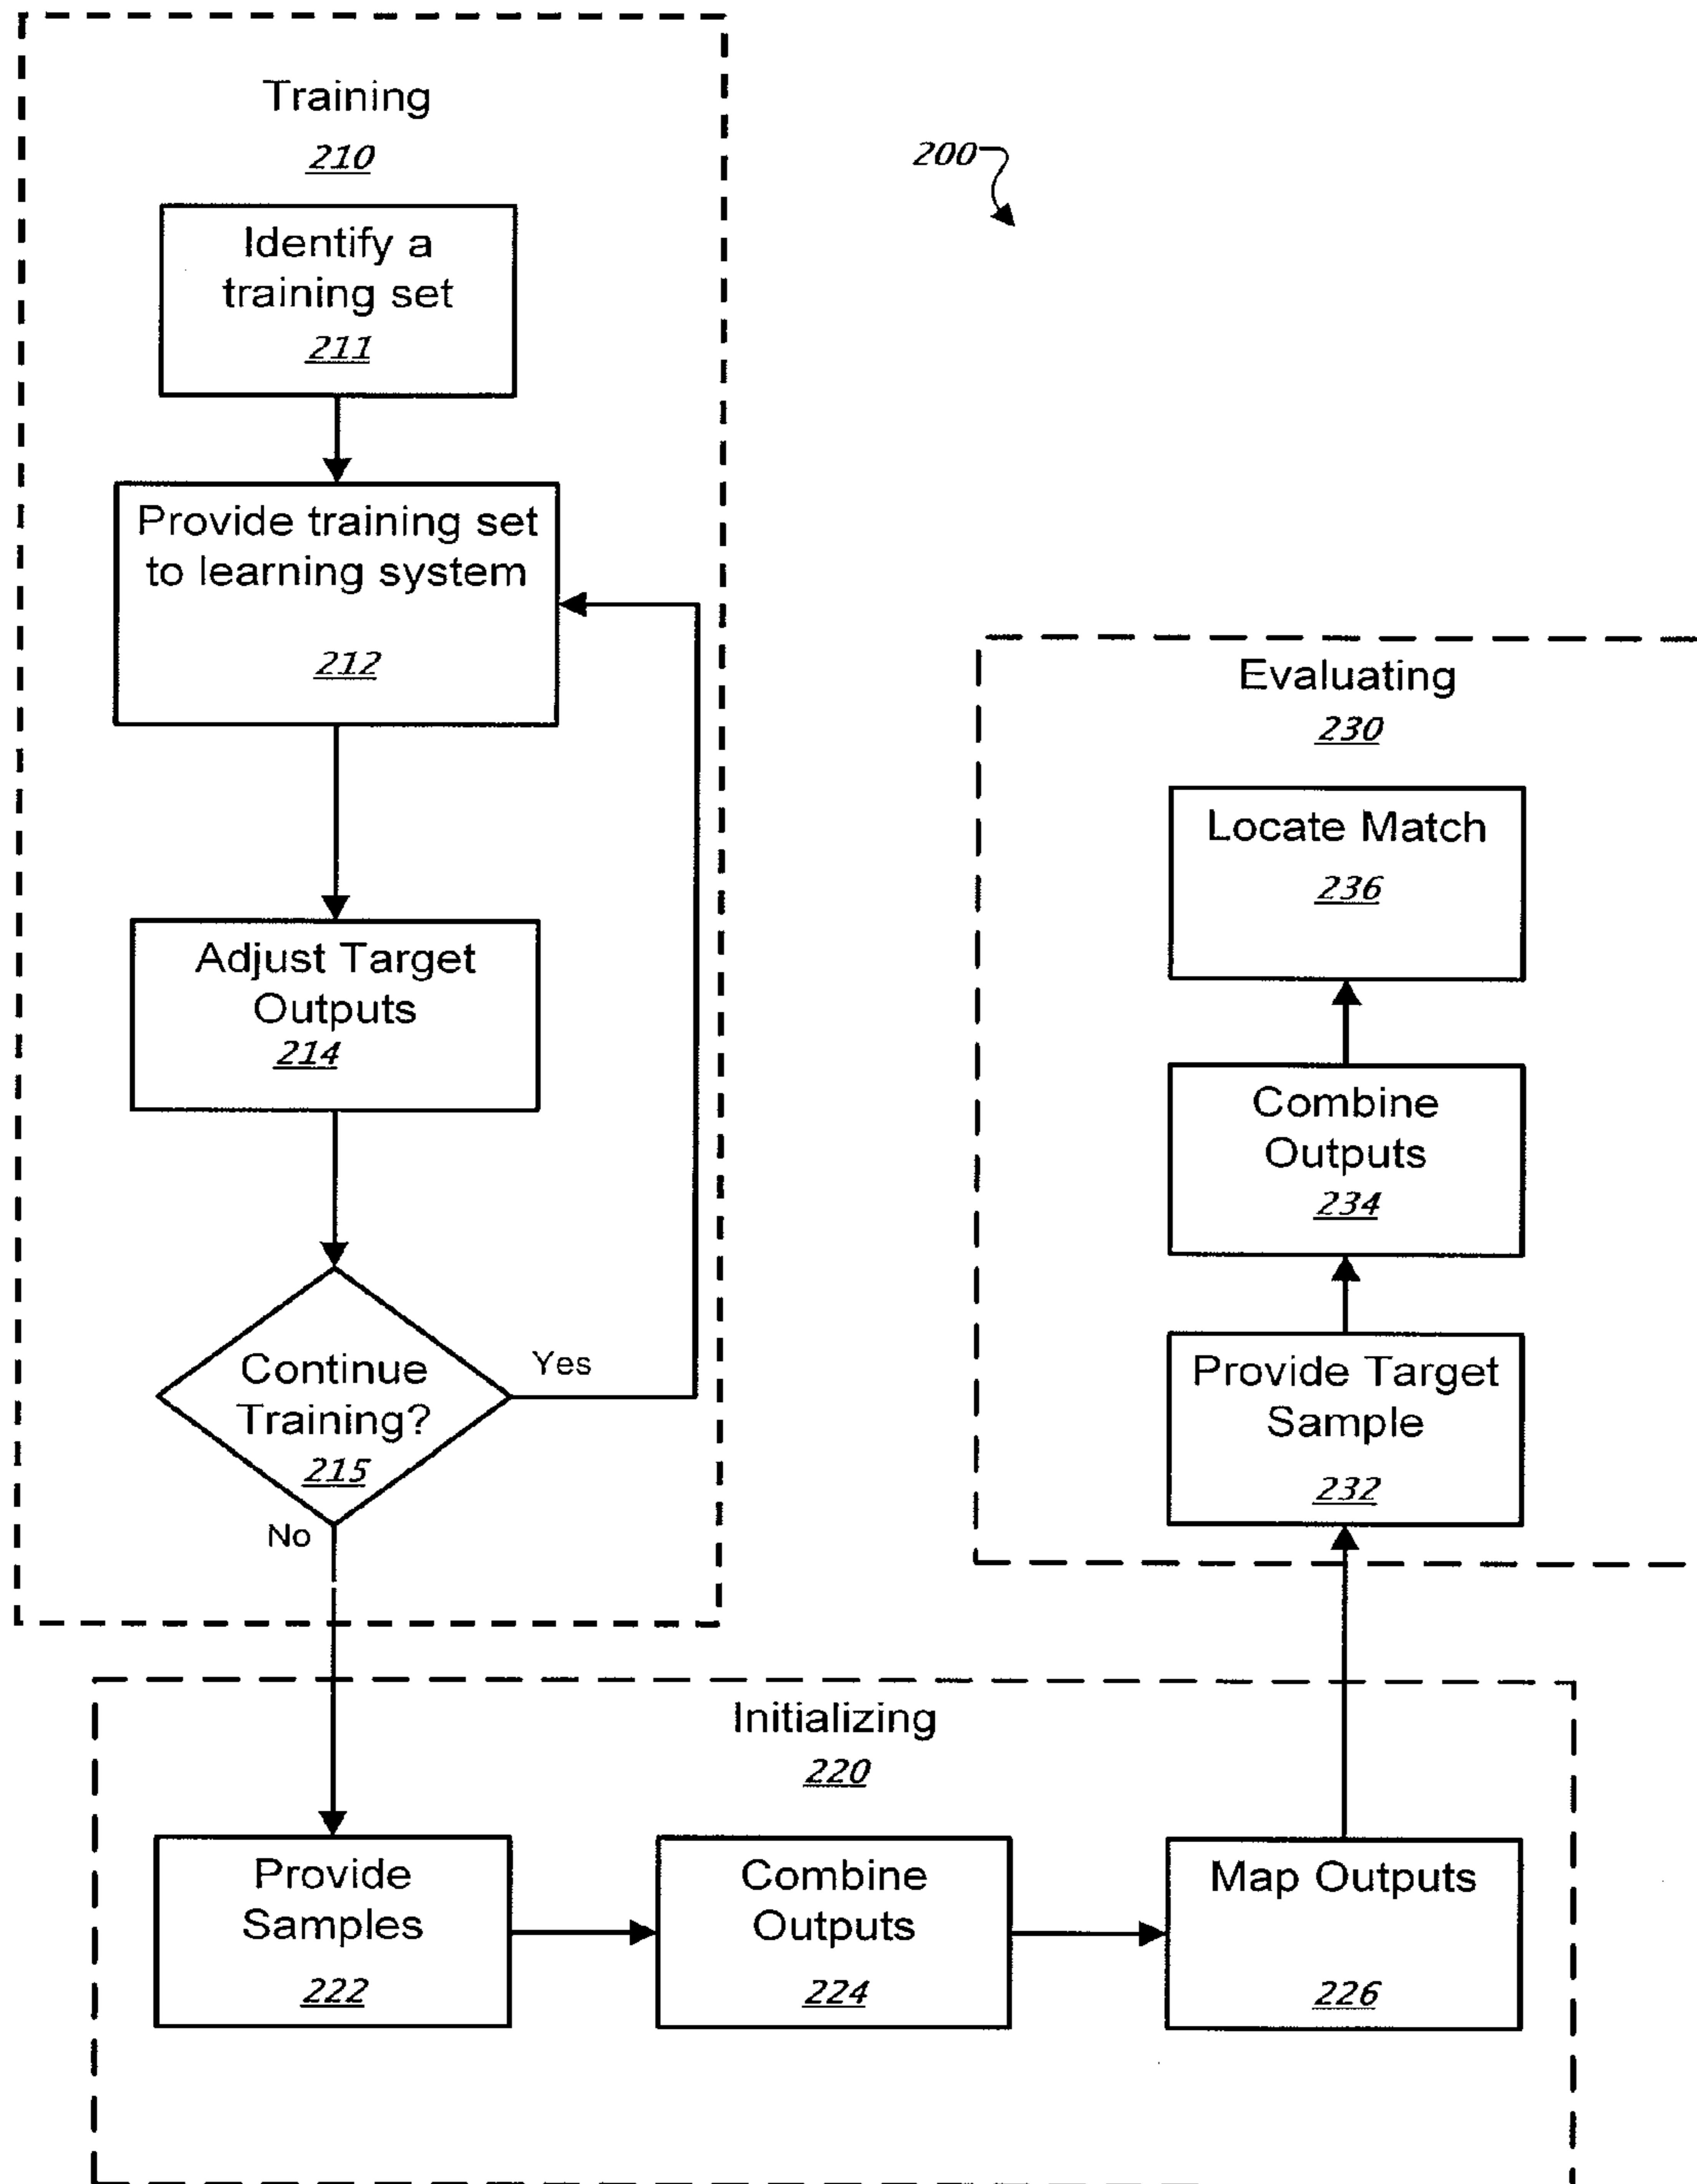 Training
210
200
Identify a
training set
211
Provide training set
to learning system
212
Adjust Target
Outputs
214
Continue
Training?
215
Yes
No
Initializing
220
Provide
Samples
222
Combine
Outputs
224
Map Outputs
226
Evaluating
230
Locate Match
236
Combine
Outputs
234
Provide Target
Sample
232